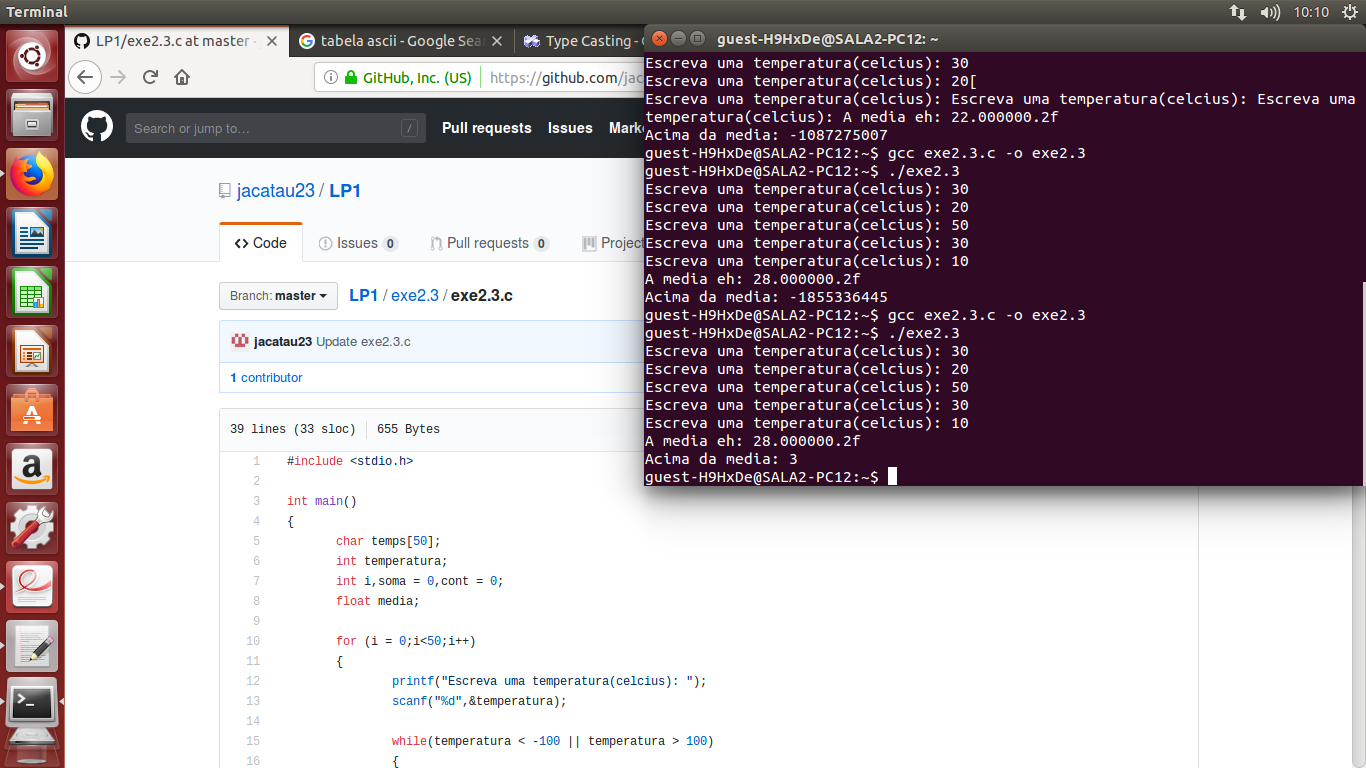 Terminal
10:10
LP1/exe2.3.c at master -
tabela ascii - Google Sea
Type Casting -
GitHub, Inc. (US)
https://github.com/jac
Search or jump to…
/
Pull requests
Issues
jacatau23 / LP1
Code
Issues 0
Pull requests 0
Branch: master
LP1 / exe2.3 / exe2.3.c
jacatau23 Update exe2.3.c
1 contributor
39 lines (33 sloc)
655 Bytes
1 #include <stdio.h>
2
3 int main()
4 {
5 char temps[50];
6 int temperatura;
7 int i,soma = 0,cont = 0;
8 float media;
9
10 for (i = 0;i<50;i++)
11 {
12 printf("Escreva uma temperatura(celcius): ");
13 scanf("%d",&temperatura);
14
15 while(temperatura < -100 || temperatura > 100)
16 {
guest-H9HxDe@SALA2-PC12: ~
Escreva uma temperatura(celcius): 30
Escreva uma temperatura(celcius): 20[
Escreva uma temperatura(celcius): Escreva uma temperatura(celcius): Escreva uma
temperatura(celcius): A media eh: 22.000000.2f
Acima da media: -1087275007
guest-H9HxDe@SALA2-PC12:~$ gcc exe2.3.c -o exe2.3
guest-H9HxDe@SALA2-PC12:~$ ./exe2.3
Escreva uma temperatura(celcius): 30
Escreva uma temperatura(celcius): 20
Escreva uma temperatura(celcius): 50
Escreva uma temperatura(celcius): 30
Escreva uma temperatura(celcius): 10
A media eh: 28.000000.2f
Acima da media: -1855336445
guest-H9HxDe@SALA2-PC12:~$ gcc exe2.3.c -o exe2.3
guest-H9HxDe@SALA2-PC12:~$ ./exe2.3
Escreva uma temperatura(celcius): 30
Escreva uma temperatura(celcius): 20
Escreva uma temperatura(celcius): 50
Escreva uma temperatura(celcius): 30
Escreva uma temperatura(celcius): 10
A media eh: 28.000000.2f
Acima da media: 3
guest-H9HxDe@SALA2-PC12:~$